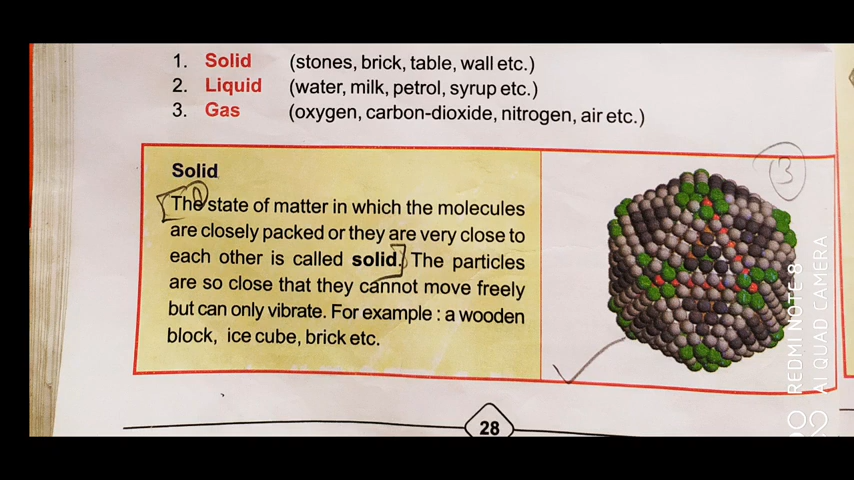 1. Solid (stones, brick, table, wall etc.)
2. Liquid (water, milk, petrol, syrup etc.)
3. Gas (oxygen, carbon-dioxide, nitrogen, air etc.)
Solid
The state of matter in which the molecules
are closely packed or they are very close to
each other is called solid. The particles
are so close that they cannot move freely
but can only vibrate. For example : a wooden
block, ice cube, brick etc.
28
REDMI NOTE 8
AI QUAD CAMERA